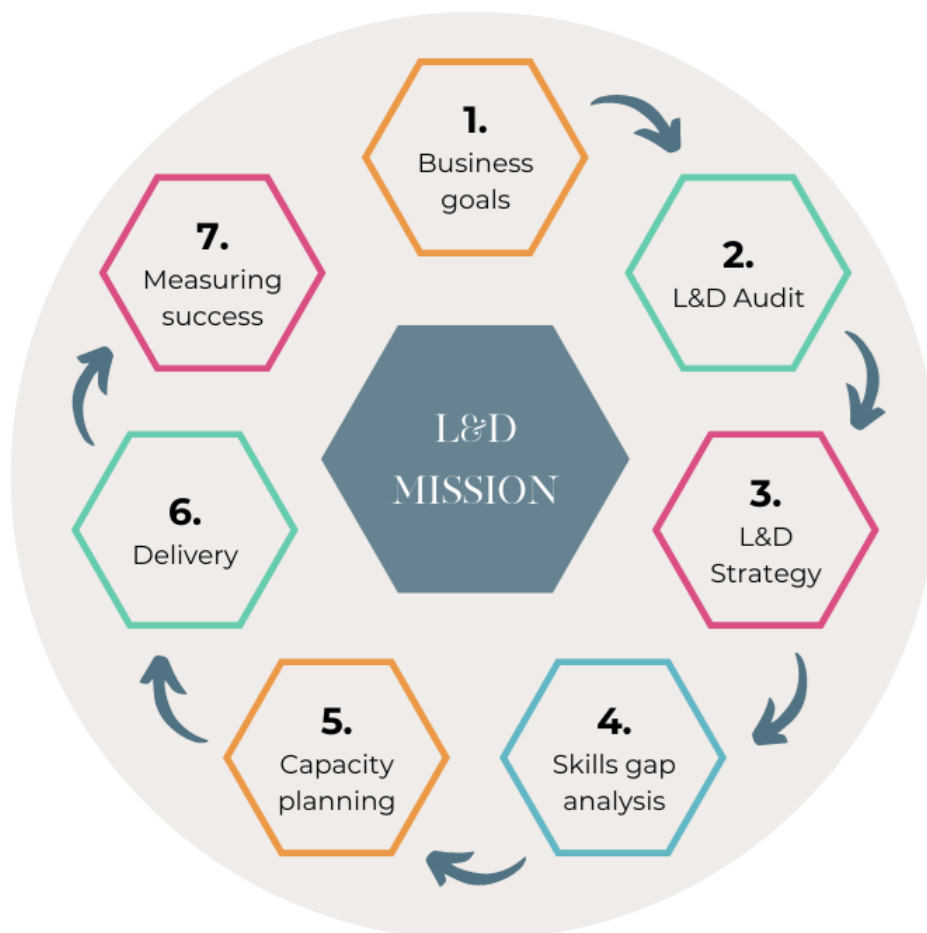 1.
Business
goals
2.
L&D Audit
3.
L&D
Strategy
4.
Skills gap
analysis
5.
Capacity
planning
6.
Delivery
7.
Measuring
success
L&D
MISSION